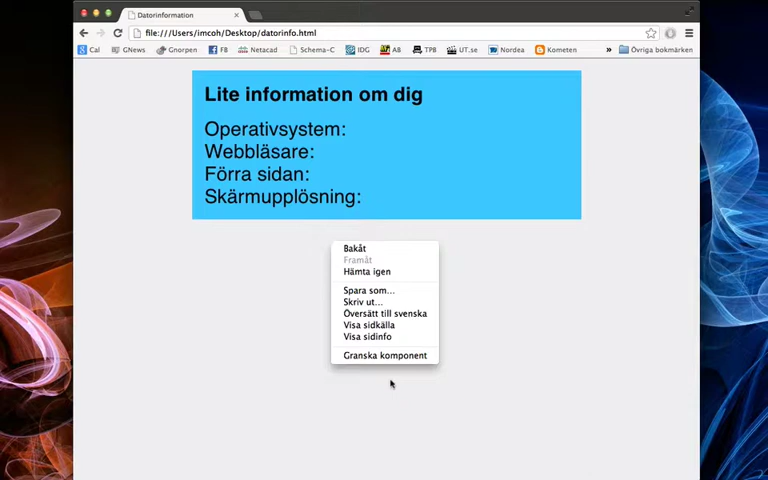 Datorinformation
file:///Users/imcoh/Desktop/datorinfo.html
Cal GNews Gnorpen FB Netacad Schema-C IDG AB TPB UT.se Nordea Kometen » Övriga bokmärken
Lite information om dig
Operativsystem:
Webbläsare:
Förra sidan:
Skärmupplösning:
Bakåt
Framåt
Hämta igen
Spara som...
Skriv ut...
Översätt till svenska
Visa sidkälla
Visa sidinfo
Granska komponent